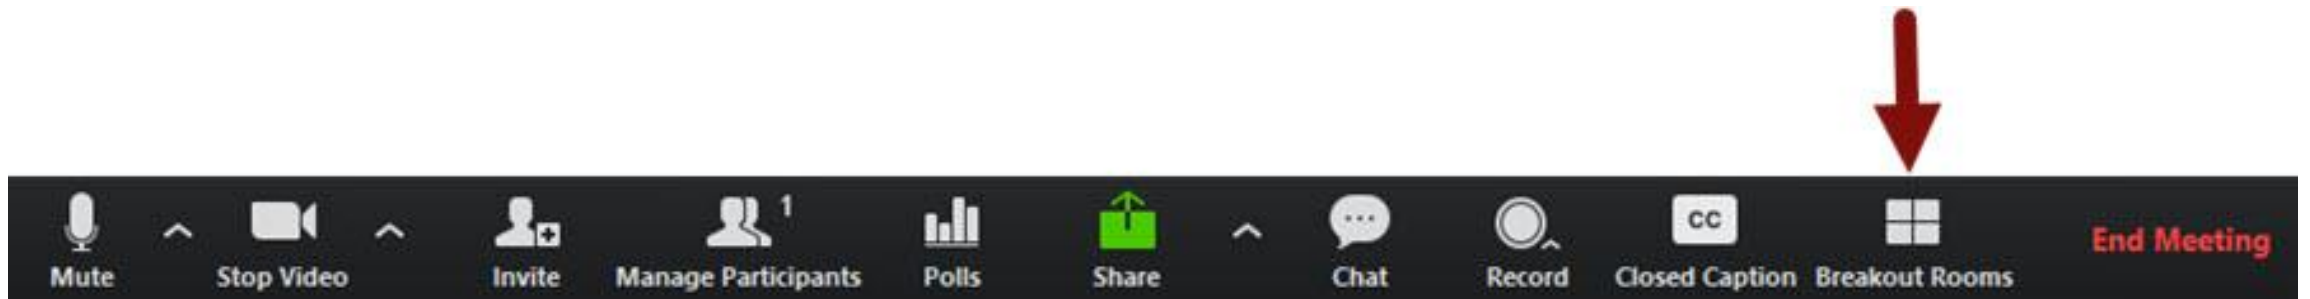 1
CC
Mute
Stop Video
Invite
Manage Participants
Polls
Share
Chat
Record
Closed Caption
Breakout Rooms
End Meeting